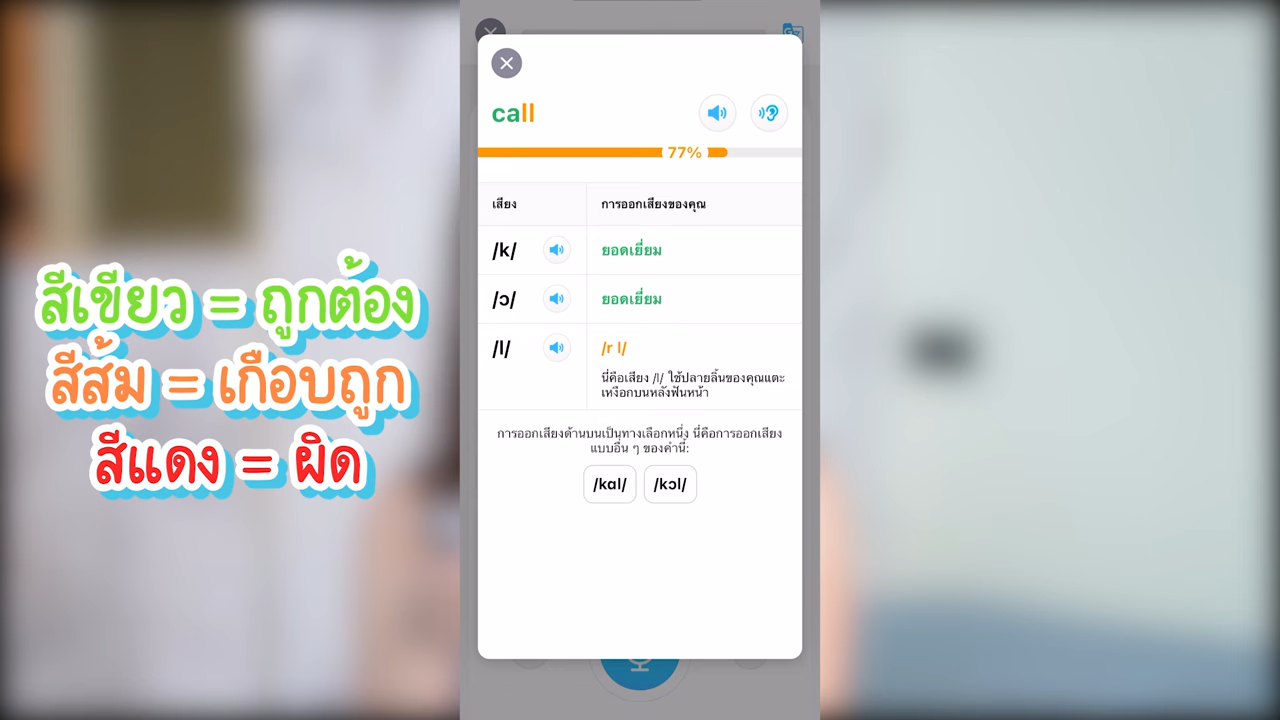 สีเขียว = ถูกต้อง
สีส้ม = เกือบถูก
สีแดง = ผิด
call
77%
เสียง การออกเสียงของคุณ
/k/ ยอดเยี่ยม
/ɔ/ ยอดเยี่ยม
/l/ /r l/
นี่คือเสียง /l/ ใช้ปลายลิ้นของคุณแตะ
เหงือกบนหลังฟันหน้า
การออกเสียงด้านบนเป็นทางเลือกหนึ่ง นี่คือการออกเสียง
แบบอื่น ๆ ของคำนี้:
/kɑl/ /kɔl/